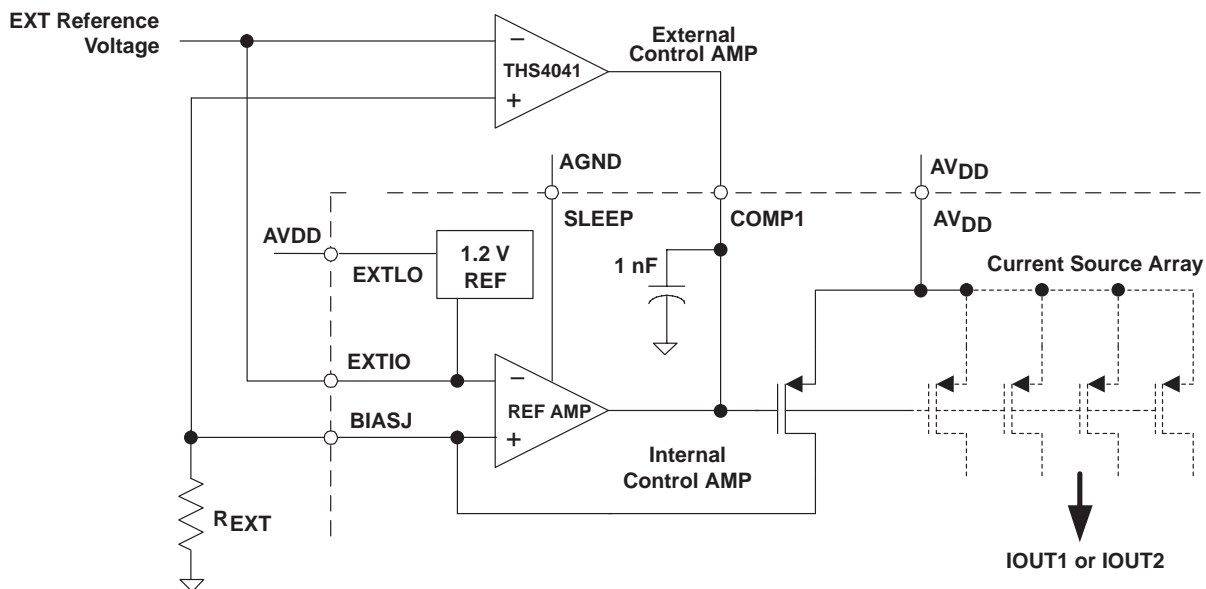 EXT Reference
Voltage
−
THS4041
+
External
Control AMP
AGND
AVDD
SLEEP
COMP1
AVDD
AVDD
EXTLO
1.2 V
REF
1 nF
Current Source Array
EXTIO
−
REF AMP
+
BIASJ
Internal
Control AMP
REXT
IOUT1 or IOUT2